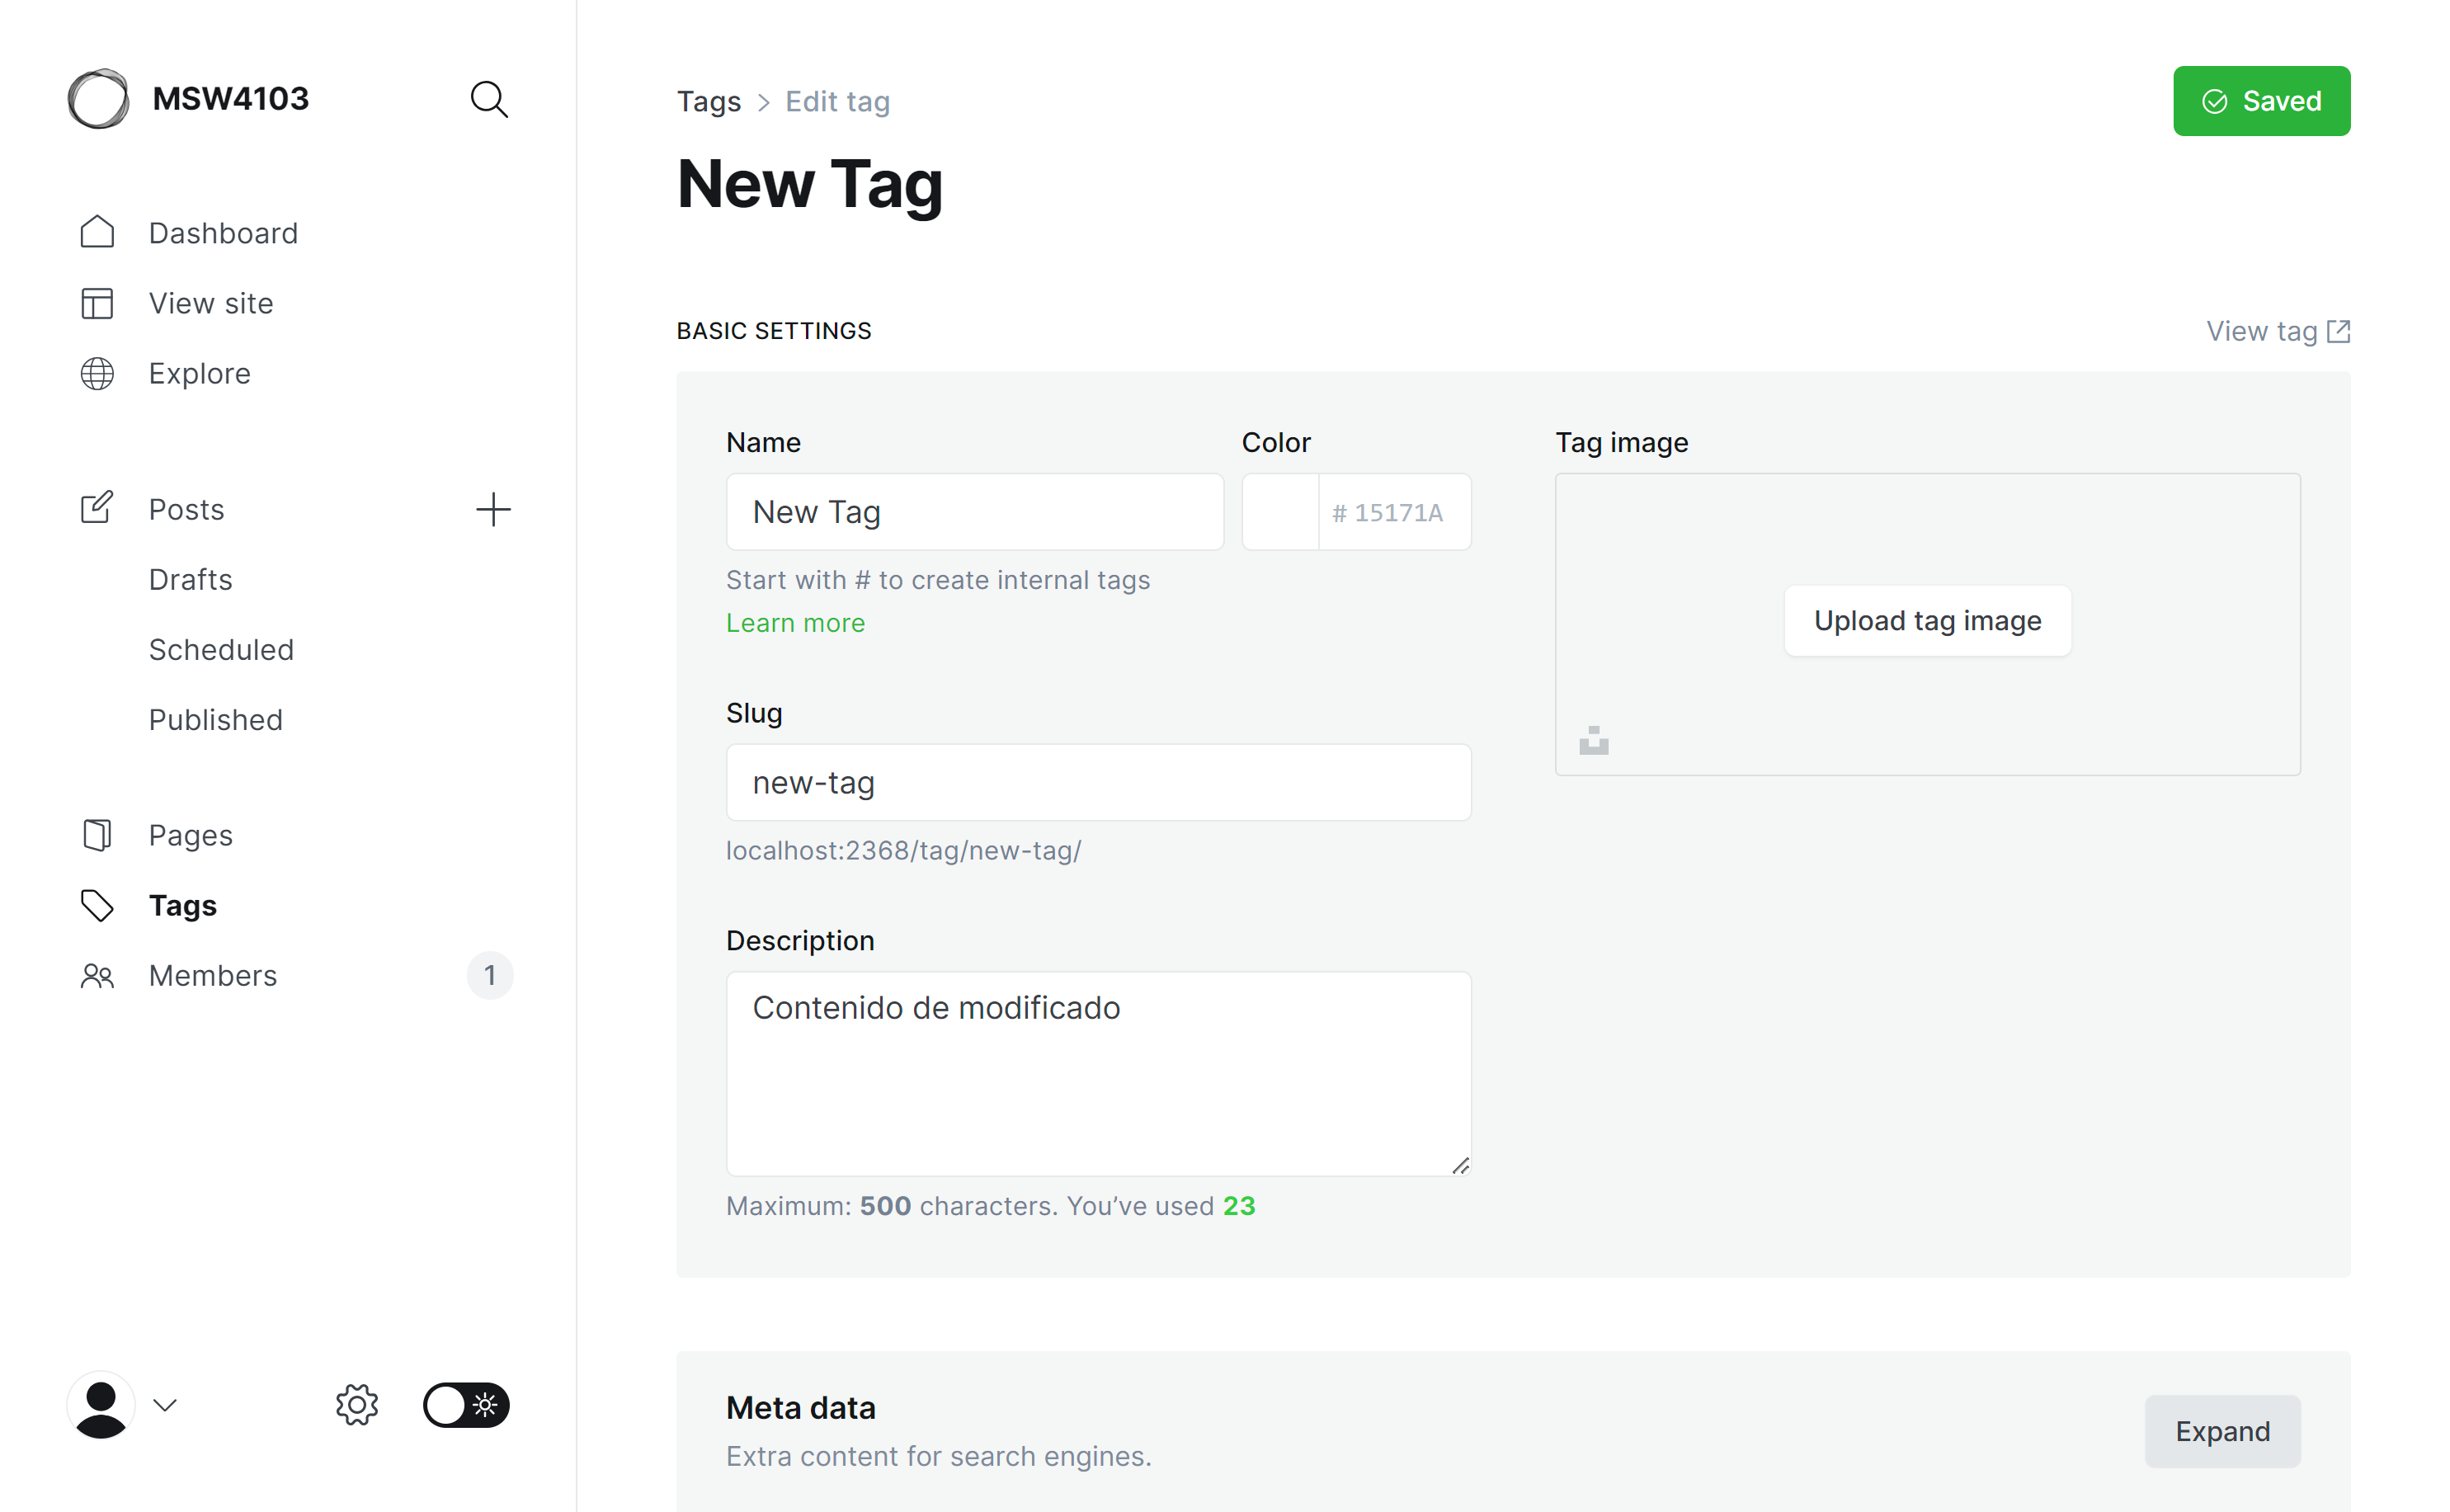 MSW4103
Dashboard
View site
Explore
Posts
Drafts
Scheduled
Published
Pages
Tags
Members 1
Tags > Edit tag
Saved
New Tag
BASIC SETTINGS
View tag
Name
New Tag
Color
# 15171A
Start with # to create internal tags
Learn more
Slug
new-tag
localhost:2368/tag/new-tag/
Description
Contenido de modificado
Maximum: 500 characters. You’ve used 23
Tag image
Upload tag image
Meta data
Extra content for search engines.
Expand